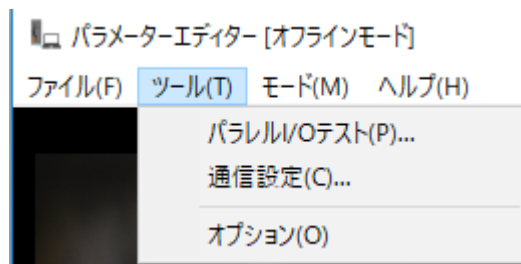 パラメーターエディター [オフラインモード]
ファイル(F) ツール(T) モード(M) ヘルプ(H)
パラレルI/Oテスト(P)...
通信設定(C)...
オプション(O)